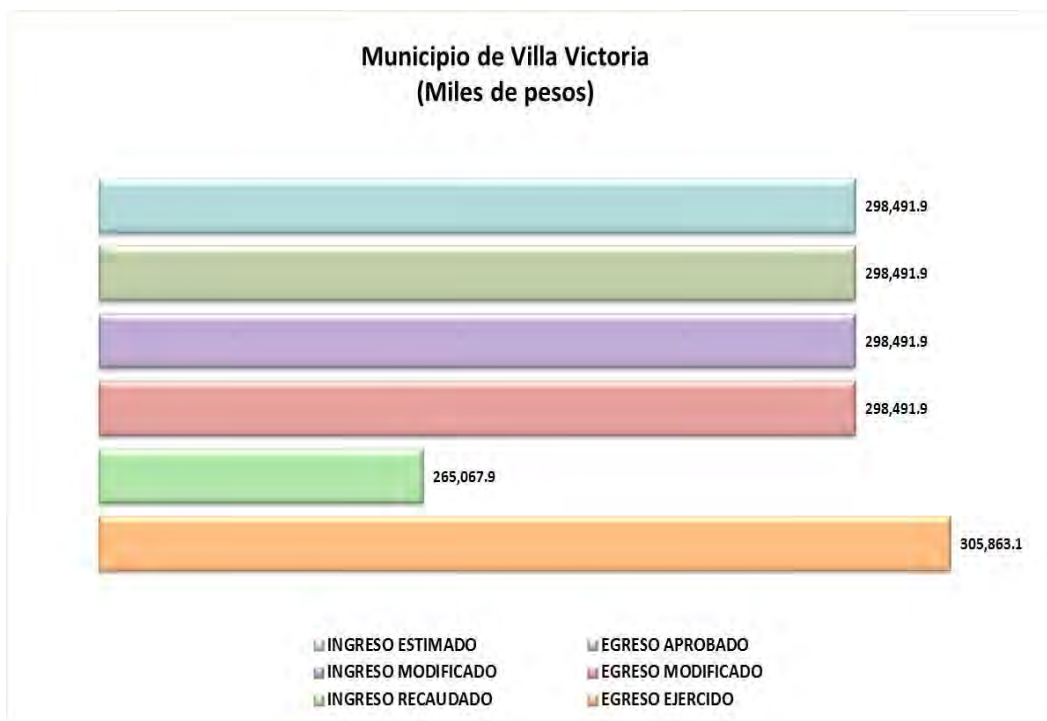 Municipio de Villa Victoria
(Miles de pesos)
298,491.9
298,491.9
298,491.9
298,491.9
265,067.9
305,863.1
INGRESO ESTIMADO EGRESO APROBADO
INGRESO MODIFICADO EGRESO MODIFICADO
INGRESO RECAUDADO EGRESO EJERCIDO